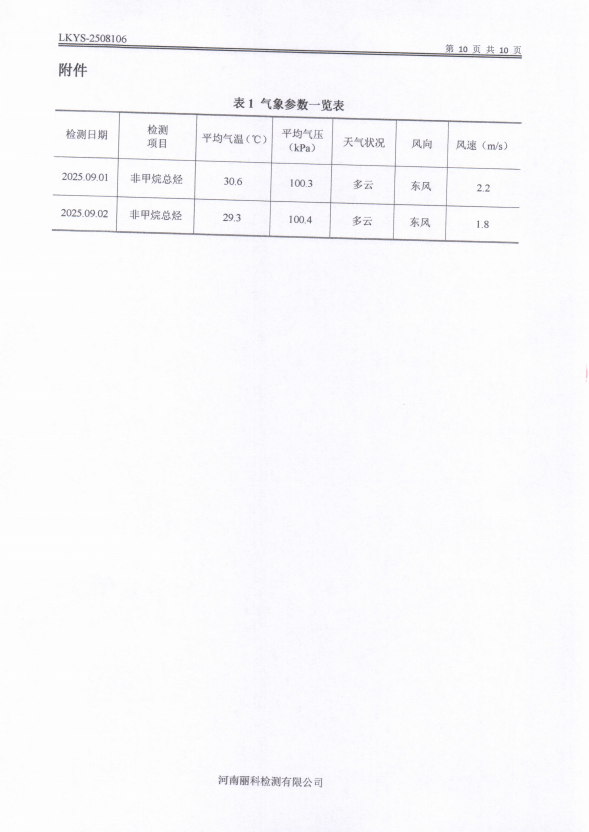 LKYS-2508106
第 10 页 共 10 页
附件
表 1 气象参数一览表
检测日期 检测项目 平均气温（℃） 平均气压（kPa） 天气状况 风向 风速（m/s）
2025.09.01 非甲烷总烃 30.6 100.3 多云 东风 2.2
2025.09.02 非甲烷总烃 29.3 100.4 多云 东风 1.8
河南丽科检测有限公司